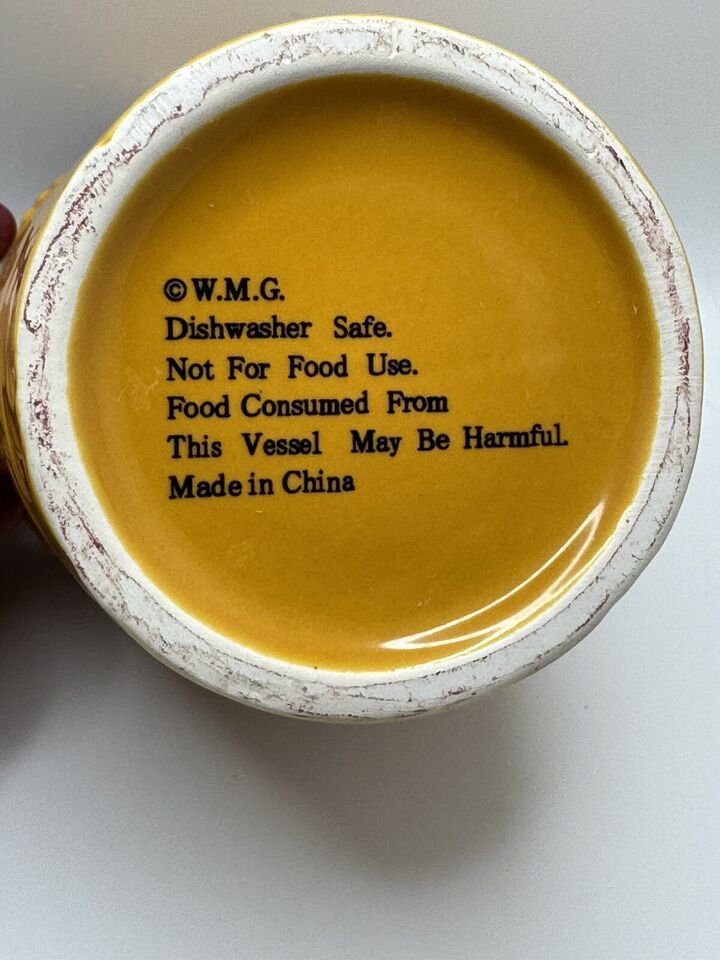 ©W.M.G.
Dishwasher Safe.
Not For Food Use.
Food Consumed From
This Vessel May Be Harmful.
Made in China